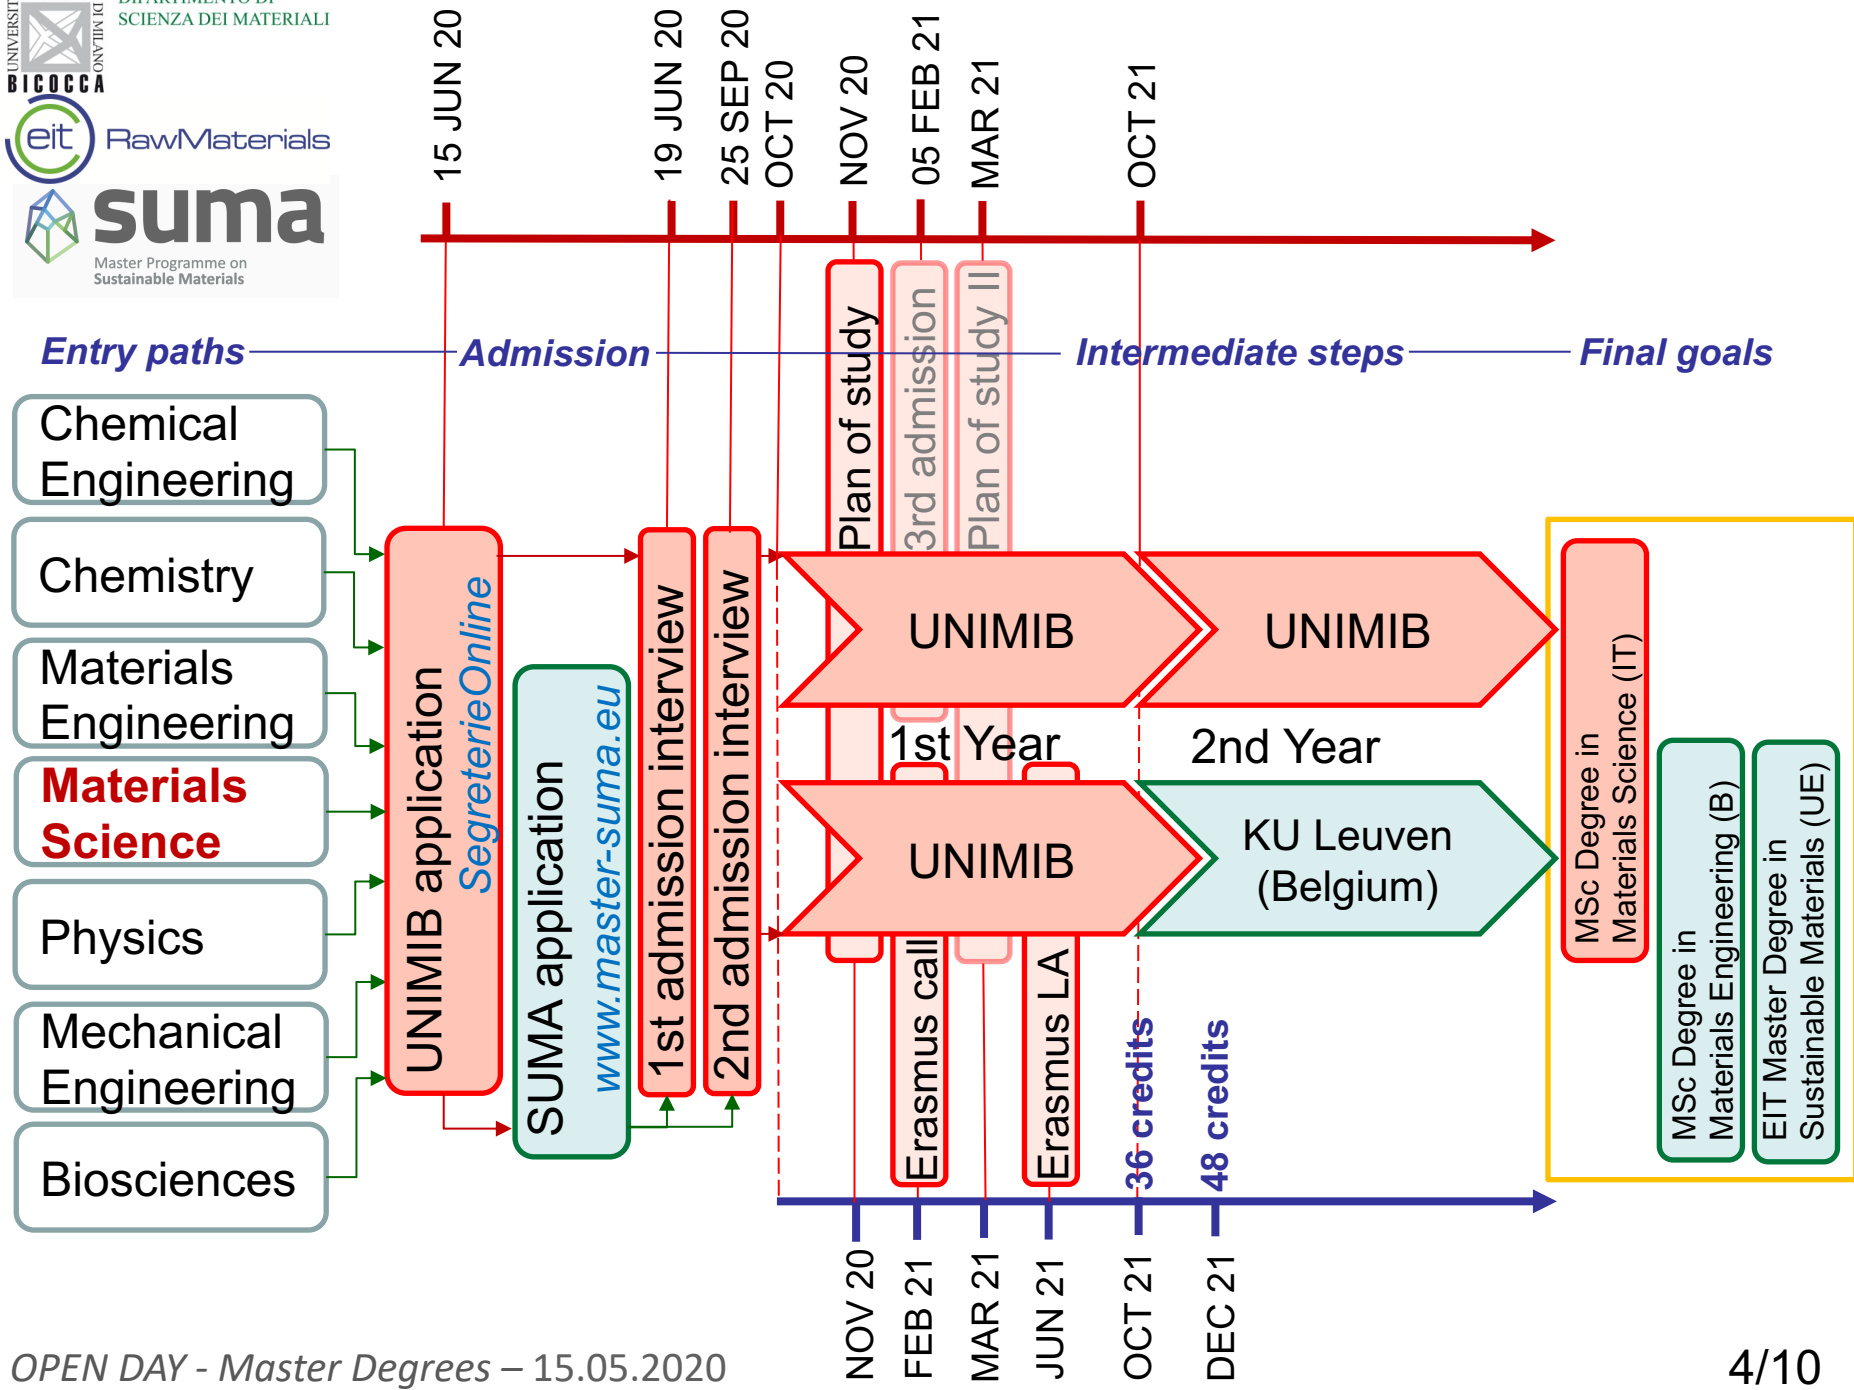 UNIVERSITÀ
DI MILANO
BICOCCA
DIPARTIMENTO DI
SCIENZA DEI MATERIALI
eit RawMaterials
suma
Master Programme on
Sustainable Materials
15 JUN 20
19 JUN 20
25 SEP 20
OCT 20
NOV 20
05 FEB 21
MAR 21
OCT 21
Entry paths
Admission
Intermediate steps
Final goals
Chemical
Engineering
Chemistry
Materials
Engineering
Materials
Science
Physics
Mechanical
Engineering
Biosciences
UNIMIB application
SegreterieOnline
SUMA application
www.master-suma.eu
1st admission interview
2nd admission interview
Plan of study
3rd admission
Plan of study II
UNIMIB
UNIMIB
1st Year
2nd Year
UNIMIB
KU Leuven
(Belgium)
Erasmus call
Erasmus LA
36 credits
48 credits
MSc Degree in
Materials Science (IT)
MSc Degree in
Materials Engineering (B)
EIT Master Degree in
Sustainable Materials (UE)
NOV 20
FEB 21
MAR 21
JUN 21
OCT 21
DEC 21
OPEN DAY - Master Degrees – 15.05.2020
4/10